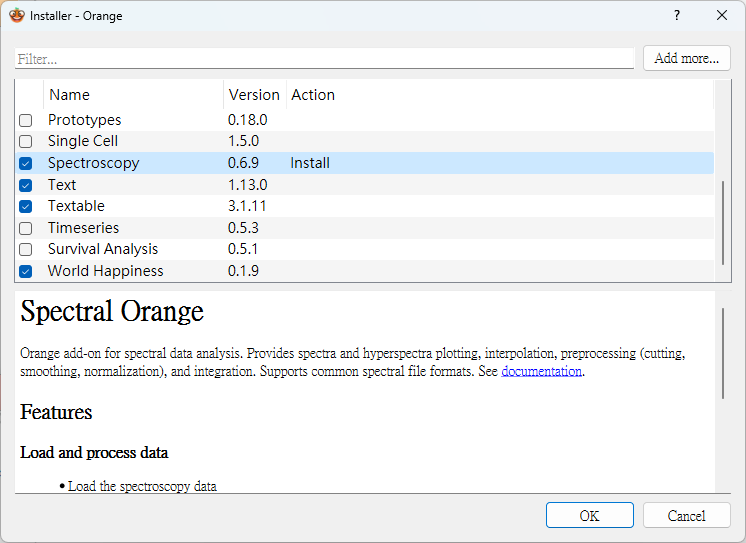 Installer - Orange
?
Filter...
Add more...
Name Version Action
Prototypes 0.18.0
Single Cell 1.5.0
Spectroscopy 0.6.9 Install
Text 1.13.0
Textable 3.1.11
Timeseries 0.5.3
Survival Analysis 0.5.1
World Happiness 0.1.9
Spectral Orange
Orange add-on for spectral data analysis. Provides spectra and hyperspectra plotting, interpolation, preprocessing (cutting,
smoothing, normalization), and integration. Supports common spectral file formats. See documentation.
Features
Load and process data
• Load the spectroscopy data
OK Cancel